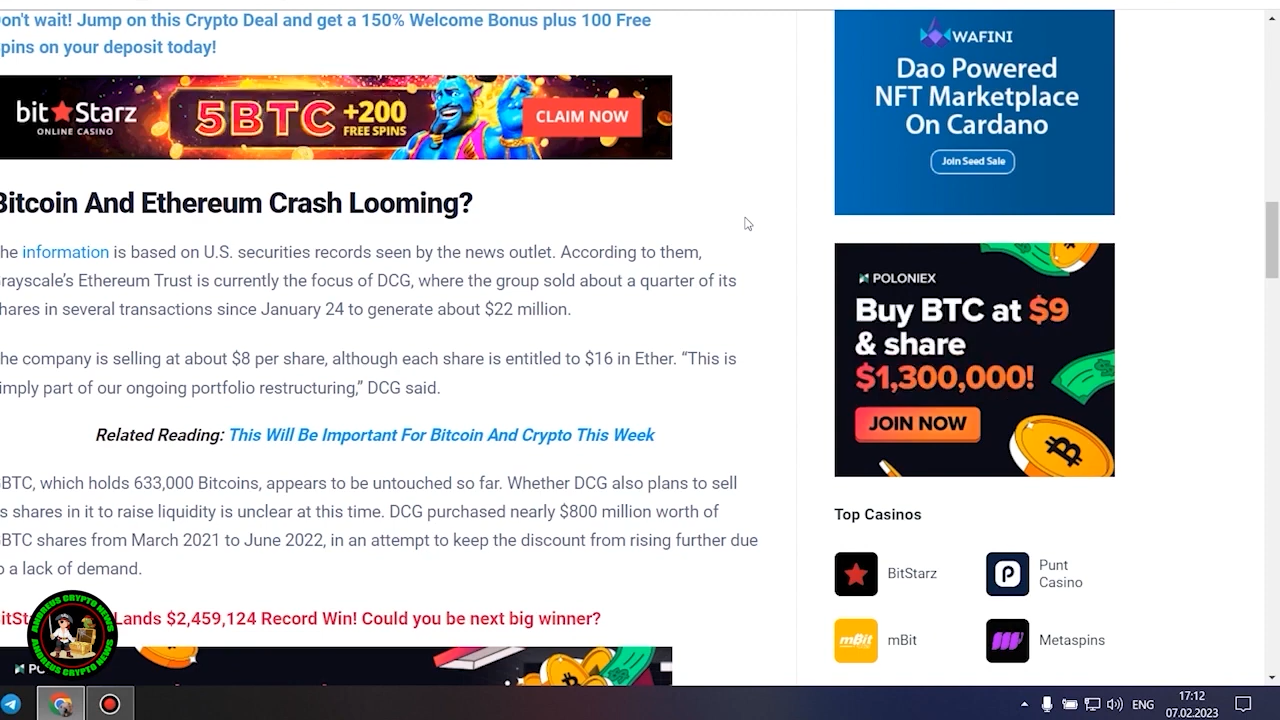 on't wait! Jump on this Crypto Deal and get a 150% Welcome Bonus plus 100 Free
pins on your deposit today!
bit Starz
ONLINE CASINO
5BTC +200
FREE SPINS
CLAIM NOW
Bitcoin And Ethereum Crash Looming?
he information is based on U.S. securities records seen by the news outlet. According to them,
rayscale's Ethereum Trust is currently the focus of DCG, where the group sold about a quarter of its
hares in several transactions since January 24 to generate about $22 million.
he company is selling at about $8 per share, although each share is entitled to $16 in Ether. “This is
imply part of our ongoing portfolio restructuring,” DCG said.
Related Reading: This Will Be Important For Bitcoin And Crypto This Week
BTC, which holds 633,000 Bitcoins, appears to be untouched so far. Whether DCG also plans to sell
s shares in it to raise liquidity is unclear at this time. DCG purchased nearly $800 million worth of
BTC shares from March 2021 to June 2022, in an attempt to keep the discount from rising further due
o a lack of demand.
itSt Lands $2,459,124 Record Win! Could you be next big winner?
ANDREUS CRYPTO NEWS
ANDREUS CRYPTO NEWS
WAFINI
Dao Powered
NFT Marketplace
On Cardano
Join Seed Sale
POLONIEX
Buy BTC at $9
& share
$1,300,000!
JOIN NOW
Top Casinos
BitStarz
Punt
Casino
mBit
mBit
Metaspins
ENG
17:12
07.02.2023